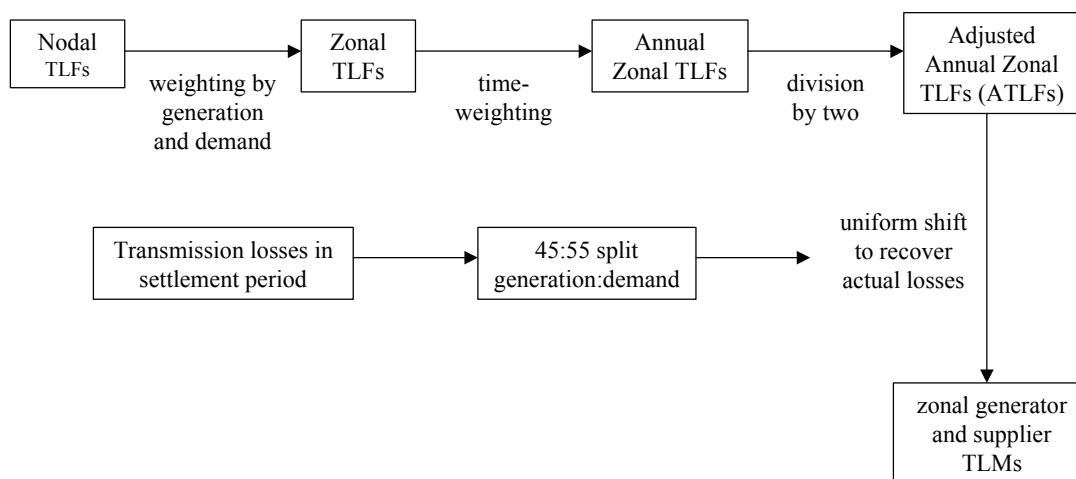 Nodal
TLFs
weighting by
generation
and demand
Zonal
TLFs
time-
weighting
Annual
Zonal TLFs
division
by two
Adjusted
Annual Zonal
TLFs (ATLFs)
Transmission losses in
settlement period
45:55 split
generation:demand
uniform shift
to recover
actual losses
zonal generator
and supplier
TLMs